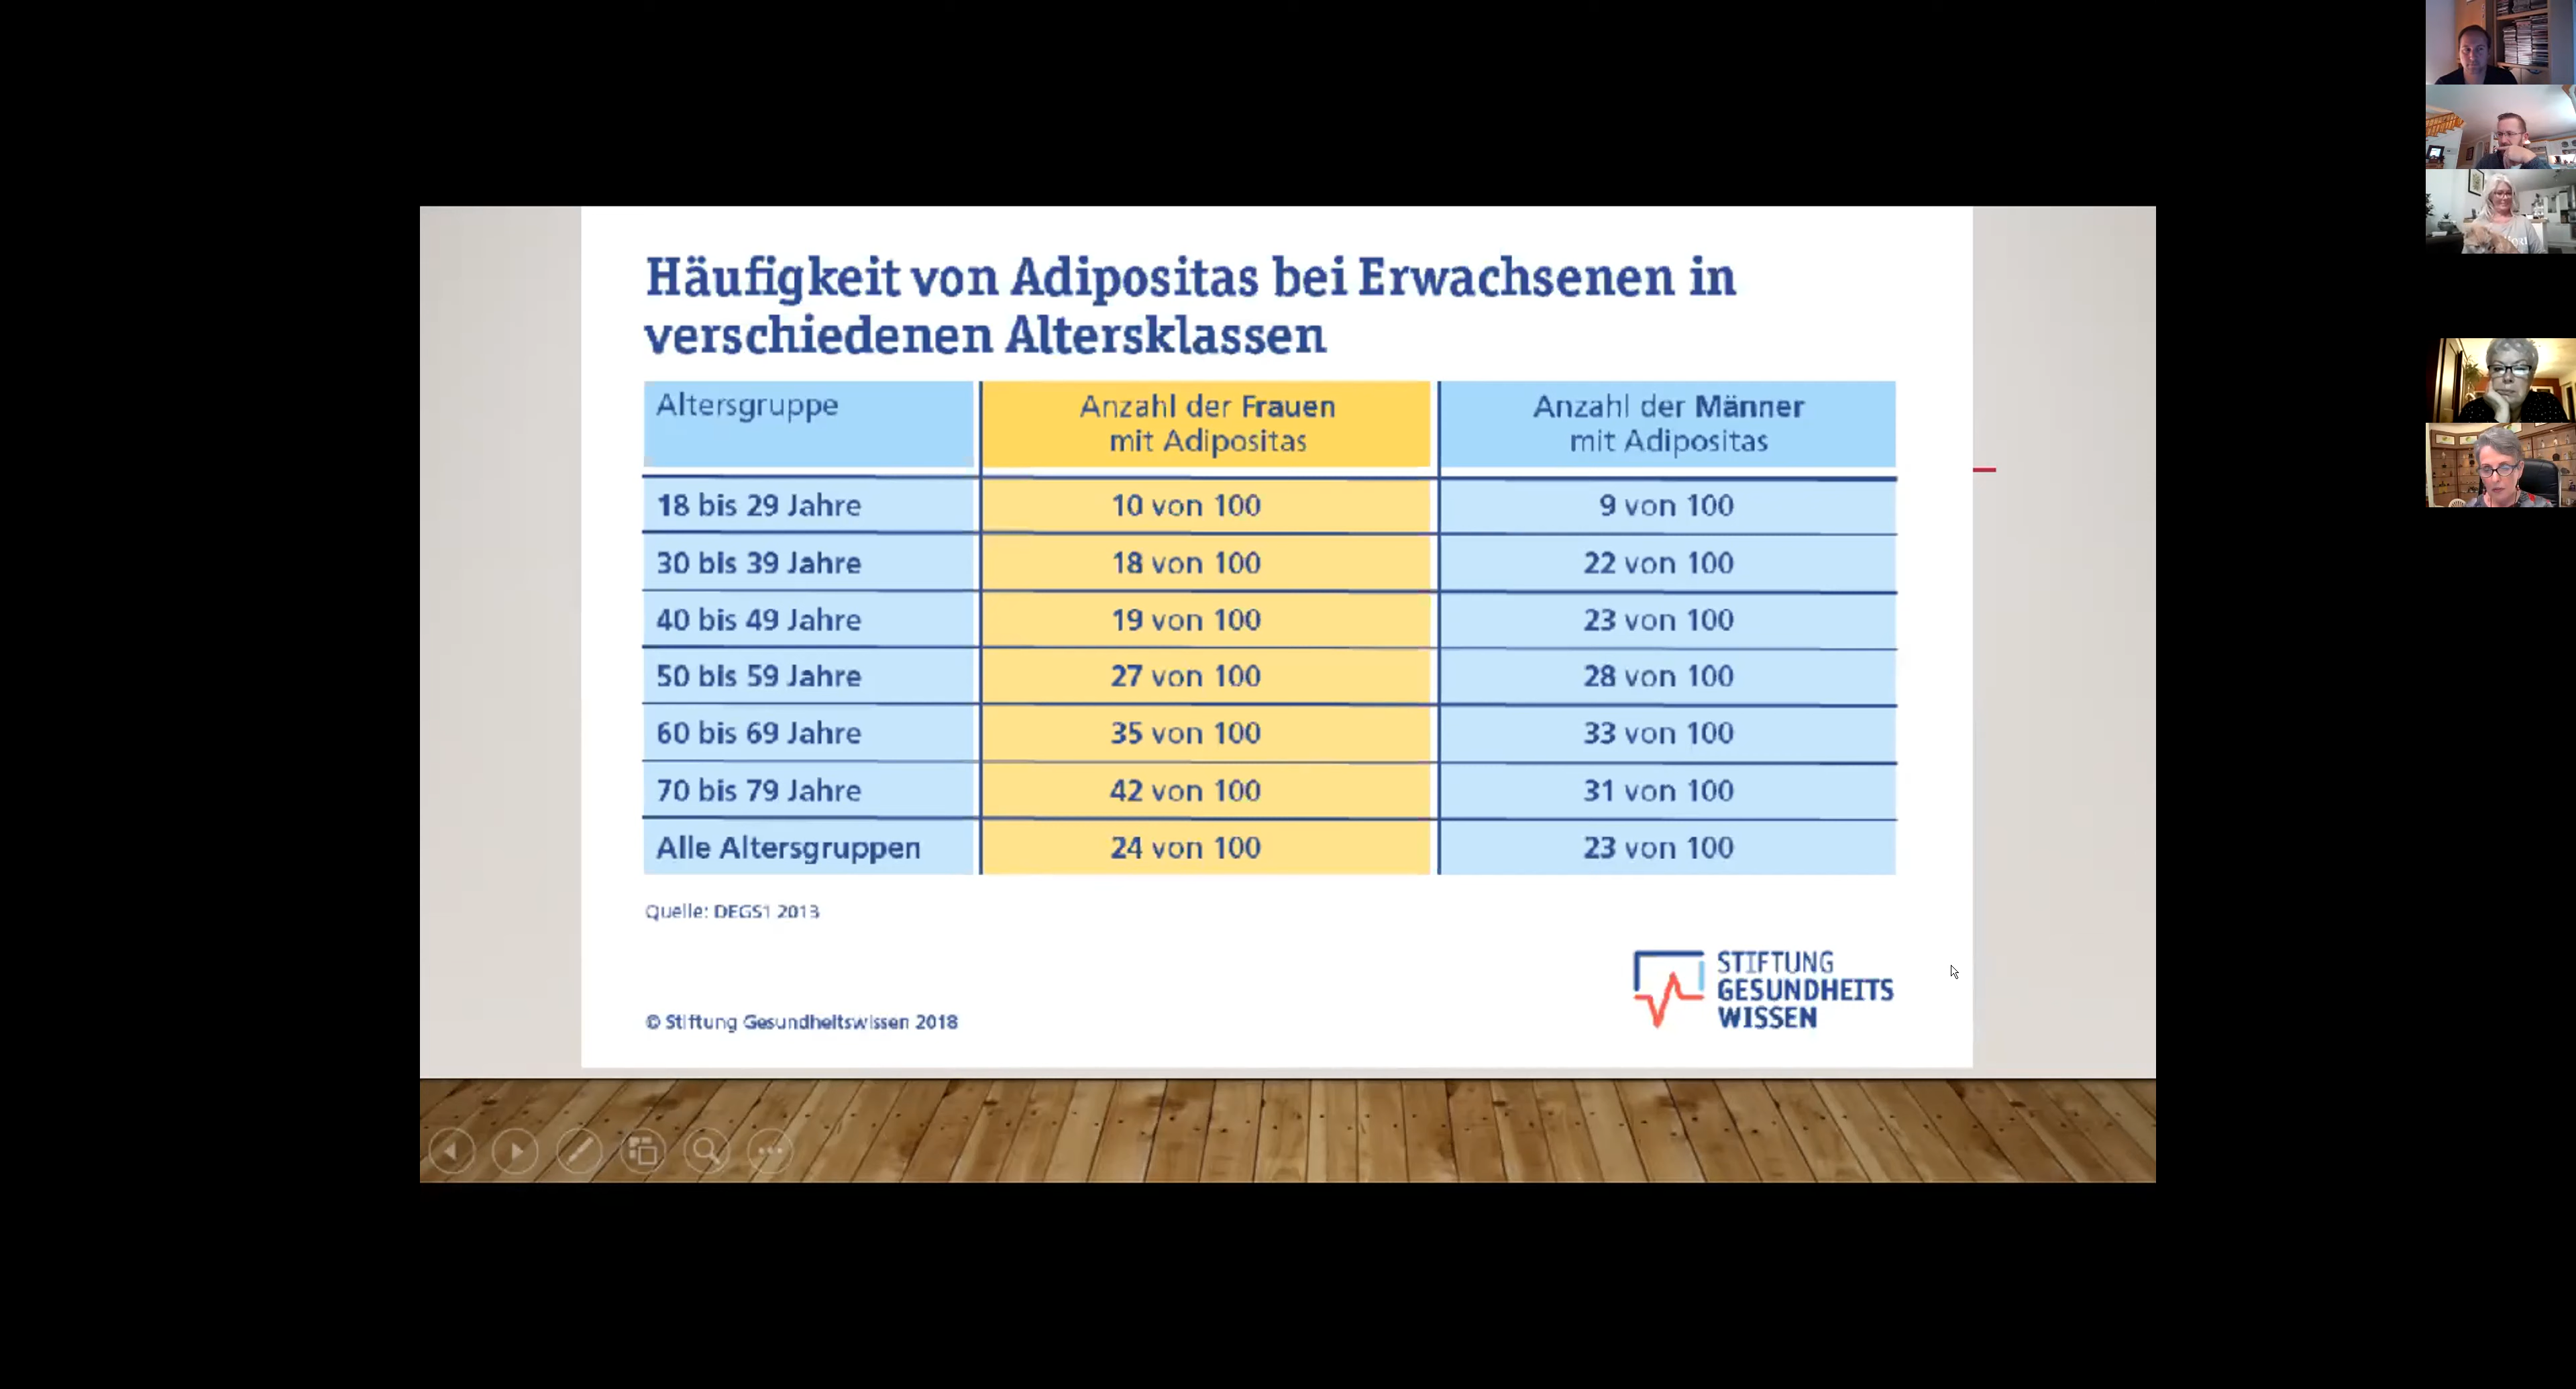 Häufigkeit von Adipositas bei Erwachsenen in
verschiedenen Altersklassen
Altersgruppe
Anzahl der Frauen
mit Adipositas
Anzahl der Männer
mit Adipositas
18 bis 29 Jahre 10 von 100 9 von 100
30 bis 39 Jahre 18 von 100 22 von 100
40 bis 49 Jahre 19 von 100 23 von 100
50 bis 59 Jahre 27 von 100 28 von 100
60 bis 69 Jahre 35 von 100 33 von 100
70 bis 79 Jahre 42 von 100 31 von 100
Alle Altersgruppen 24 von 100 23 von 100
Quelle: DEGS1 2013
STIFTUNG
GESUNDHEITS
WISSEN
© Stiftung Gesundheitswissen 2018